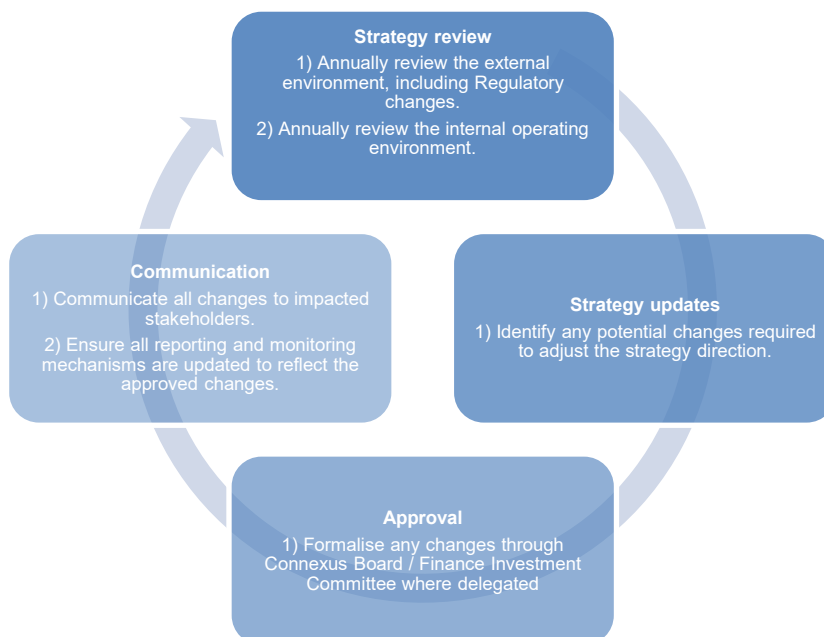 Strategy review
1) Annually review the external
environment, including Regulatory
changes.
2) Annually review the internal operating
environment.
Strategy updates
1) Identify any potential changes required
to adjust the strategy direction.
Approval
1) Formalise any changes through
Connexus Board / Finance Investment
Committee where delegated
Communication
1) Communicate all changes to impacted
stakeholders.
2) Ensure all reporting and monitoring
mechanisms are updated to reflect the
approved changes.